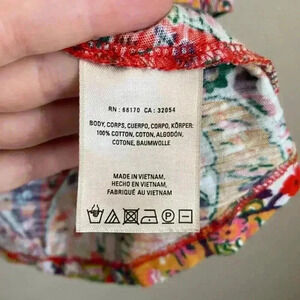 RN : 66170 CA : 32054
BODY, CORPS, CUERPO, CORPO, KÖRPER:
100% COTTON, COTON, ALGODÓN,
COTONE, BAUMWOLLE
MADE IN VIETNAM,
HECHO EN VIETNAM,
FABRIQUÉ AU VIETNAM